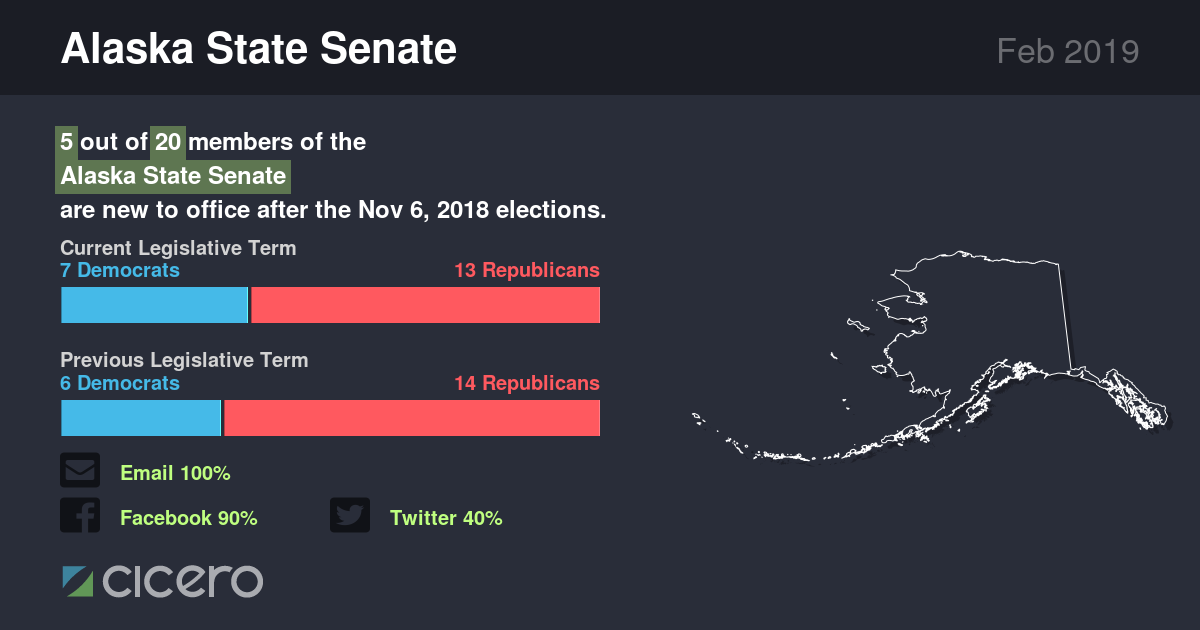 Alaska State Senate
Feb 2019
5 out of 20 members of the
Alaska State Senate
are new to office after the Nov 6, 2018 elections.
Current Legislative Term
7 Democrats 13 Republicans
Previous Legislative Term
6 Democrats 14 Republicans
Email 100%
Facebook 90% Twitter 40%
cicero